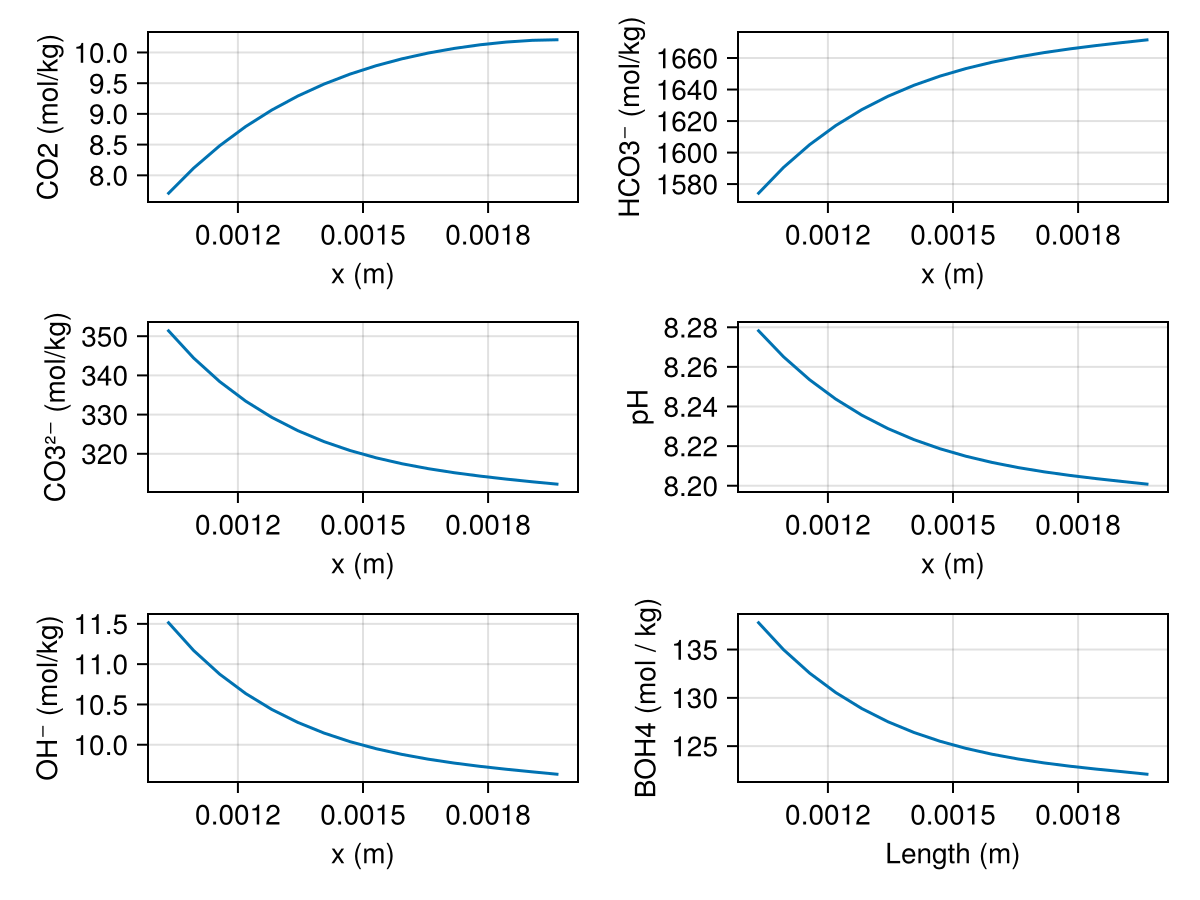 CO2 (mol/kg)
10.0
9.5
9.0
8.5
8.0
0.0012 0.0015 0.0018
x (m)
HCO3⁻ (mol/kg)
1660
1640
1620
1600
1580
0.0012 0.0015 0.0018
x (m)
CO3²⁻ (mol/kg)
350
340
330
320
0.0012 0.0015 0.0018
x (m)
pH
8.28
8.26
8.24
8.22
8.20
0.0012 0.0015 0.0018
x (m)
OH⁻ (mol/kg)
11.5
11.0
10.5
10.0
0.0012 0.0015 0.0018
x (m)
BOH4 (mol / kg)
135
130
125
0.0012 0.0015 0.0018
Length (m)